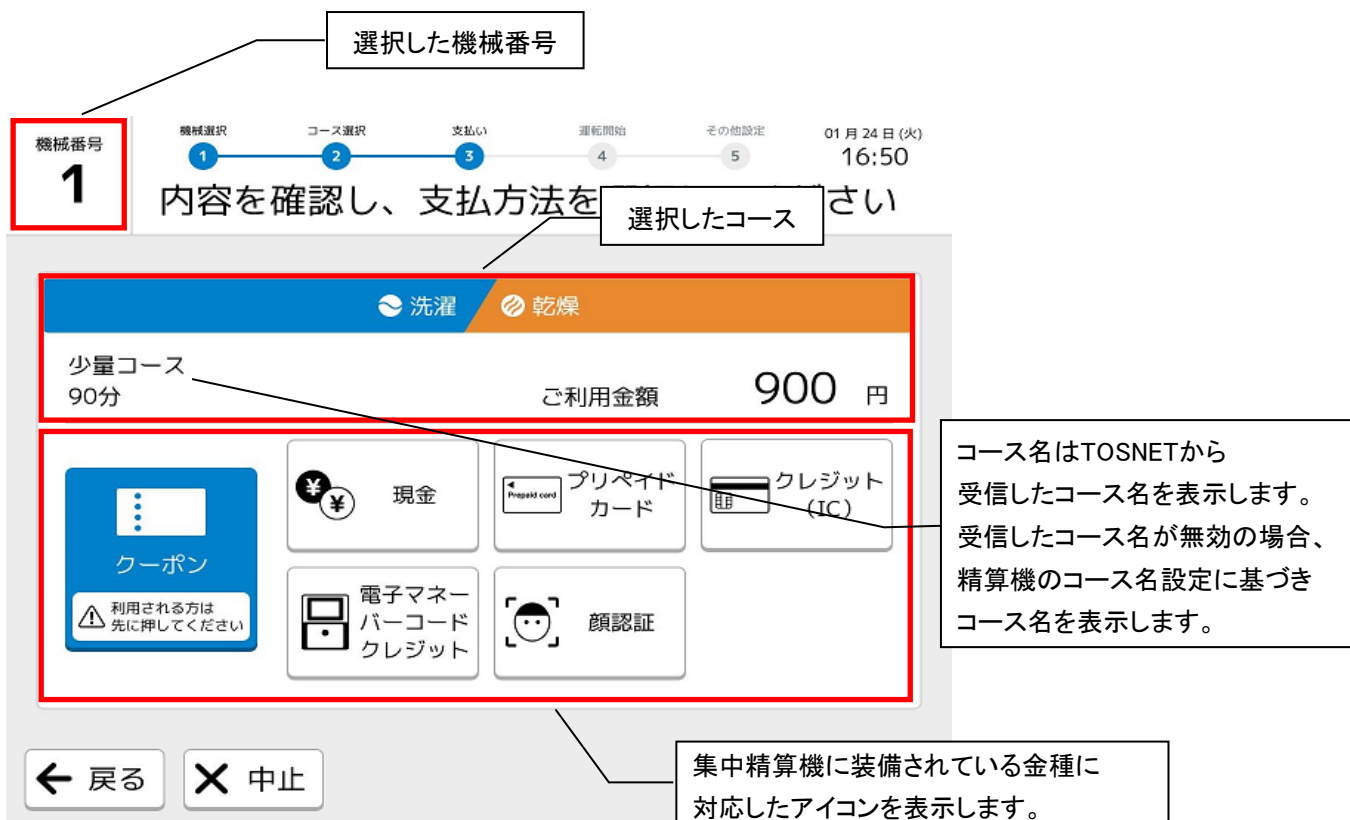 選択した機械番号
機械番号
1
機械選択
コース選択
支払い
運転開始
その他設定
1
2
3
4
5
01月24日(火)
16:50
内容を確認し、支払方法を
さい
選択したコース
洗濯
乾燥
少量コース
90分
ご利用金額
900 円
クーポン
利用される方は
先に押してください
現金
Prepaid card
プリペイド
カード
クレジット
(IC)
電子マネー
バーコード
クレジット
顔認証
コース名はTOSNETから
受信したコース名を表示します。
受信したコース名が無効の場合、
精算機のコース名設定に基づき
コース名を表示します。
戻る
中止
集中精算機に装備されている金種に
対応したアイコンを表示します。